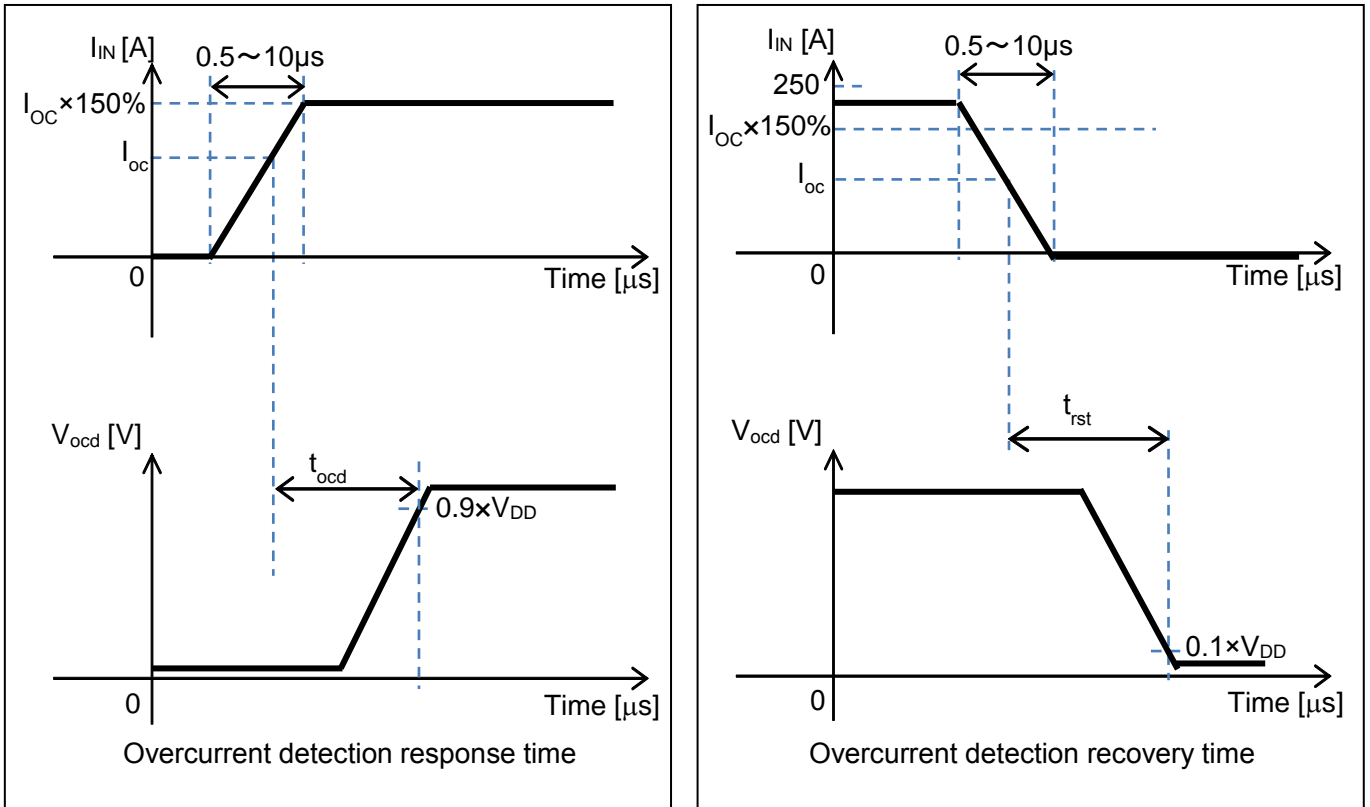 I_IN [A]
0.5～10μs
I_OC×150%
I_oc
0
Time [μs]
V_ocd [V]
t_ocd
0.9×V_DD
0
Time [μs]
Overcurrent detection response time
I_IN [A]
0.5～10μs
250
I_OC×150%
I_oc
0
Time [μs]
t_rst
V_ocd [V]
0.1×V_DD
0
Time [μs]
Overcurrent detection recovery time